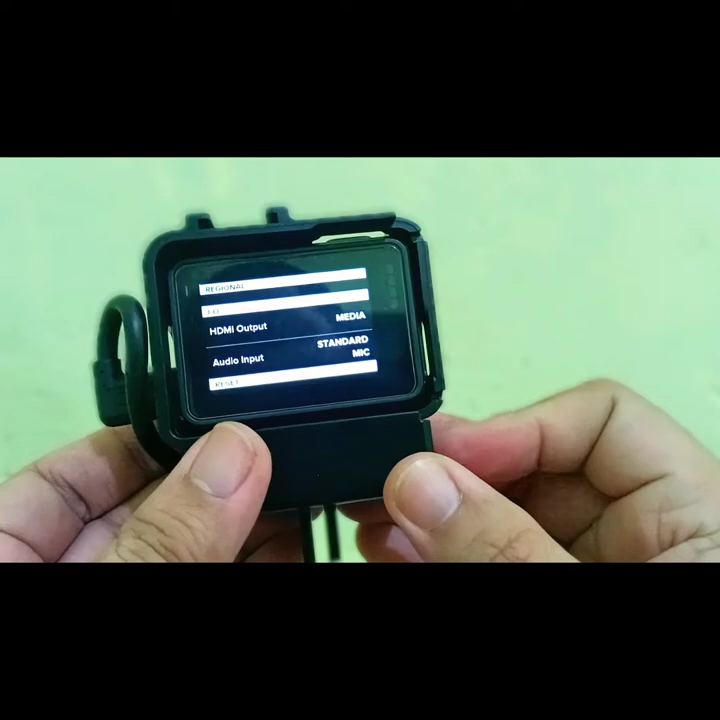 REGIONAL
HDMI Output MEDIA
Audio Input STANDARD
MIC
RESET